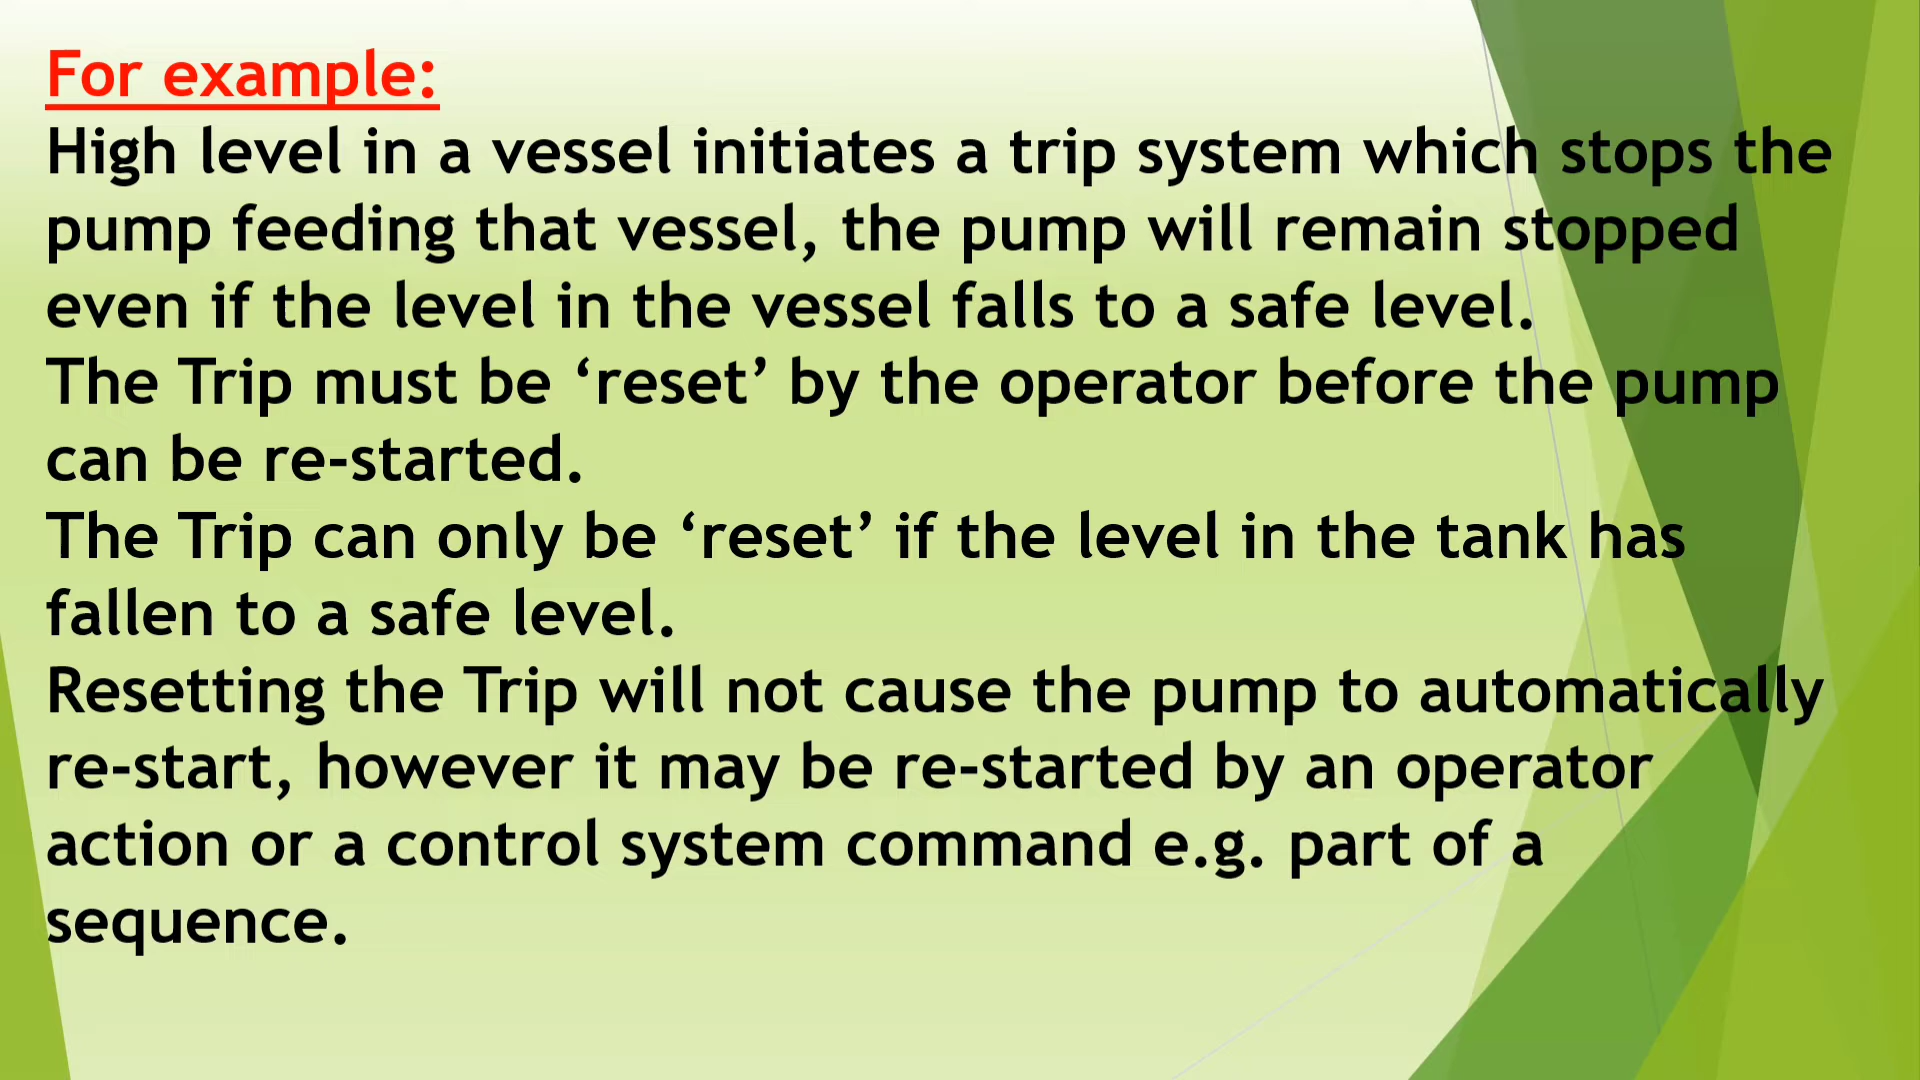 For example:
High level in a vessel initiates a trip system which stops the
pump feeding that vessel, the pump will remain stopped
even if the level in the vessel falls to a safe level.
The Trip must be ‘reset’ by the operator before the pump
can be re-started.
The Trip can only be ‘reset’ if the level in the tank has
fallen to a safe level.
Resetting the Trip will not cause the pump to automatically
re-start, however it may be re-started by an operator
action or a control system command e.g. part of a
sequence.